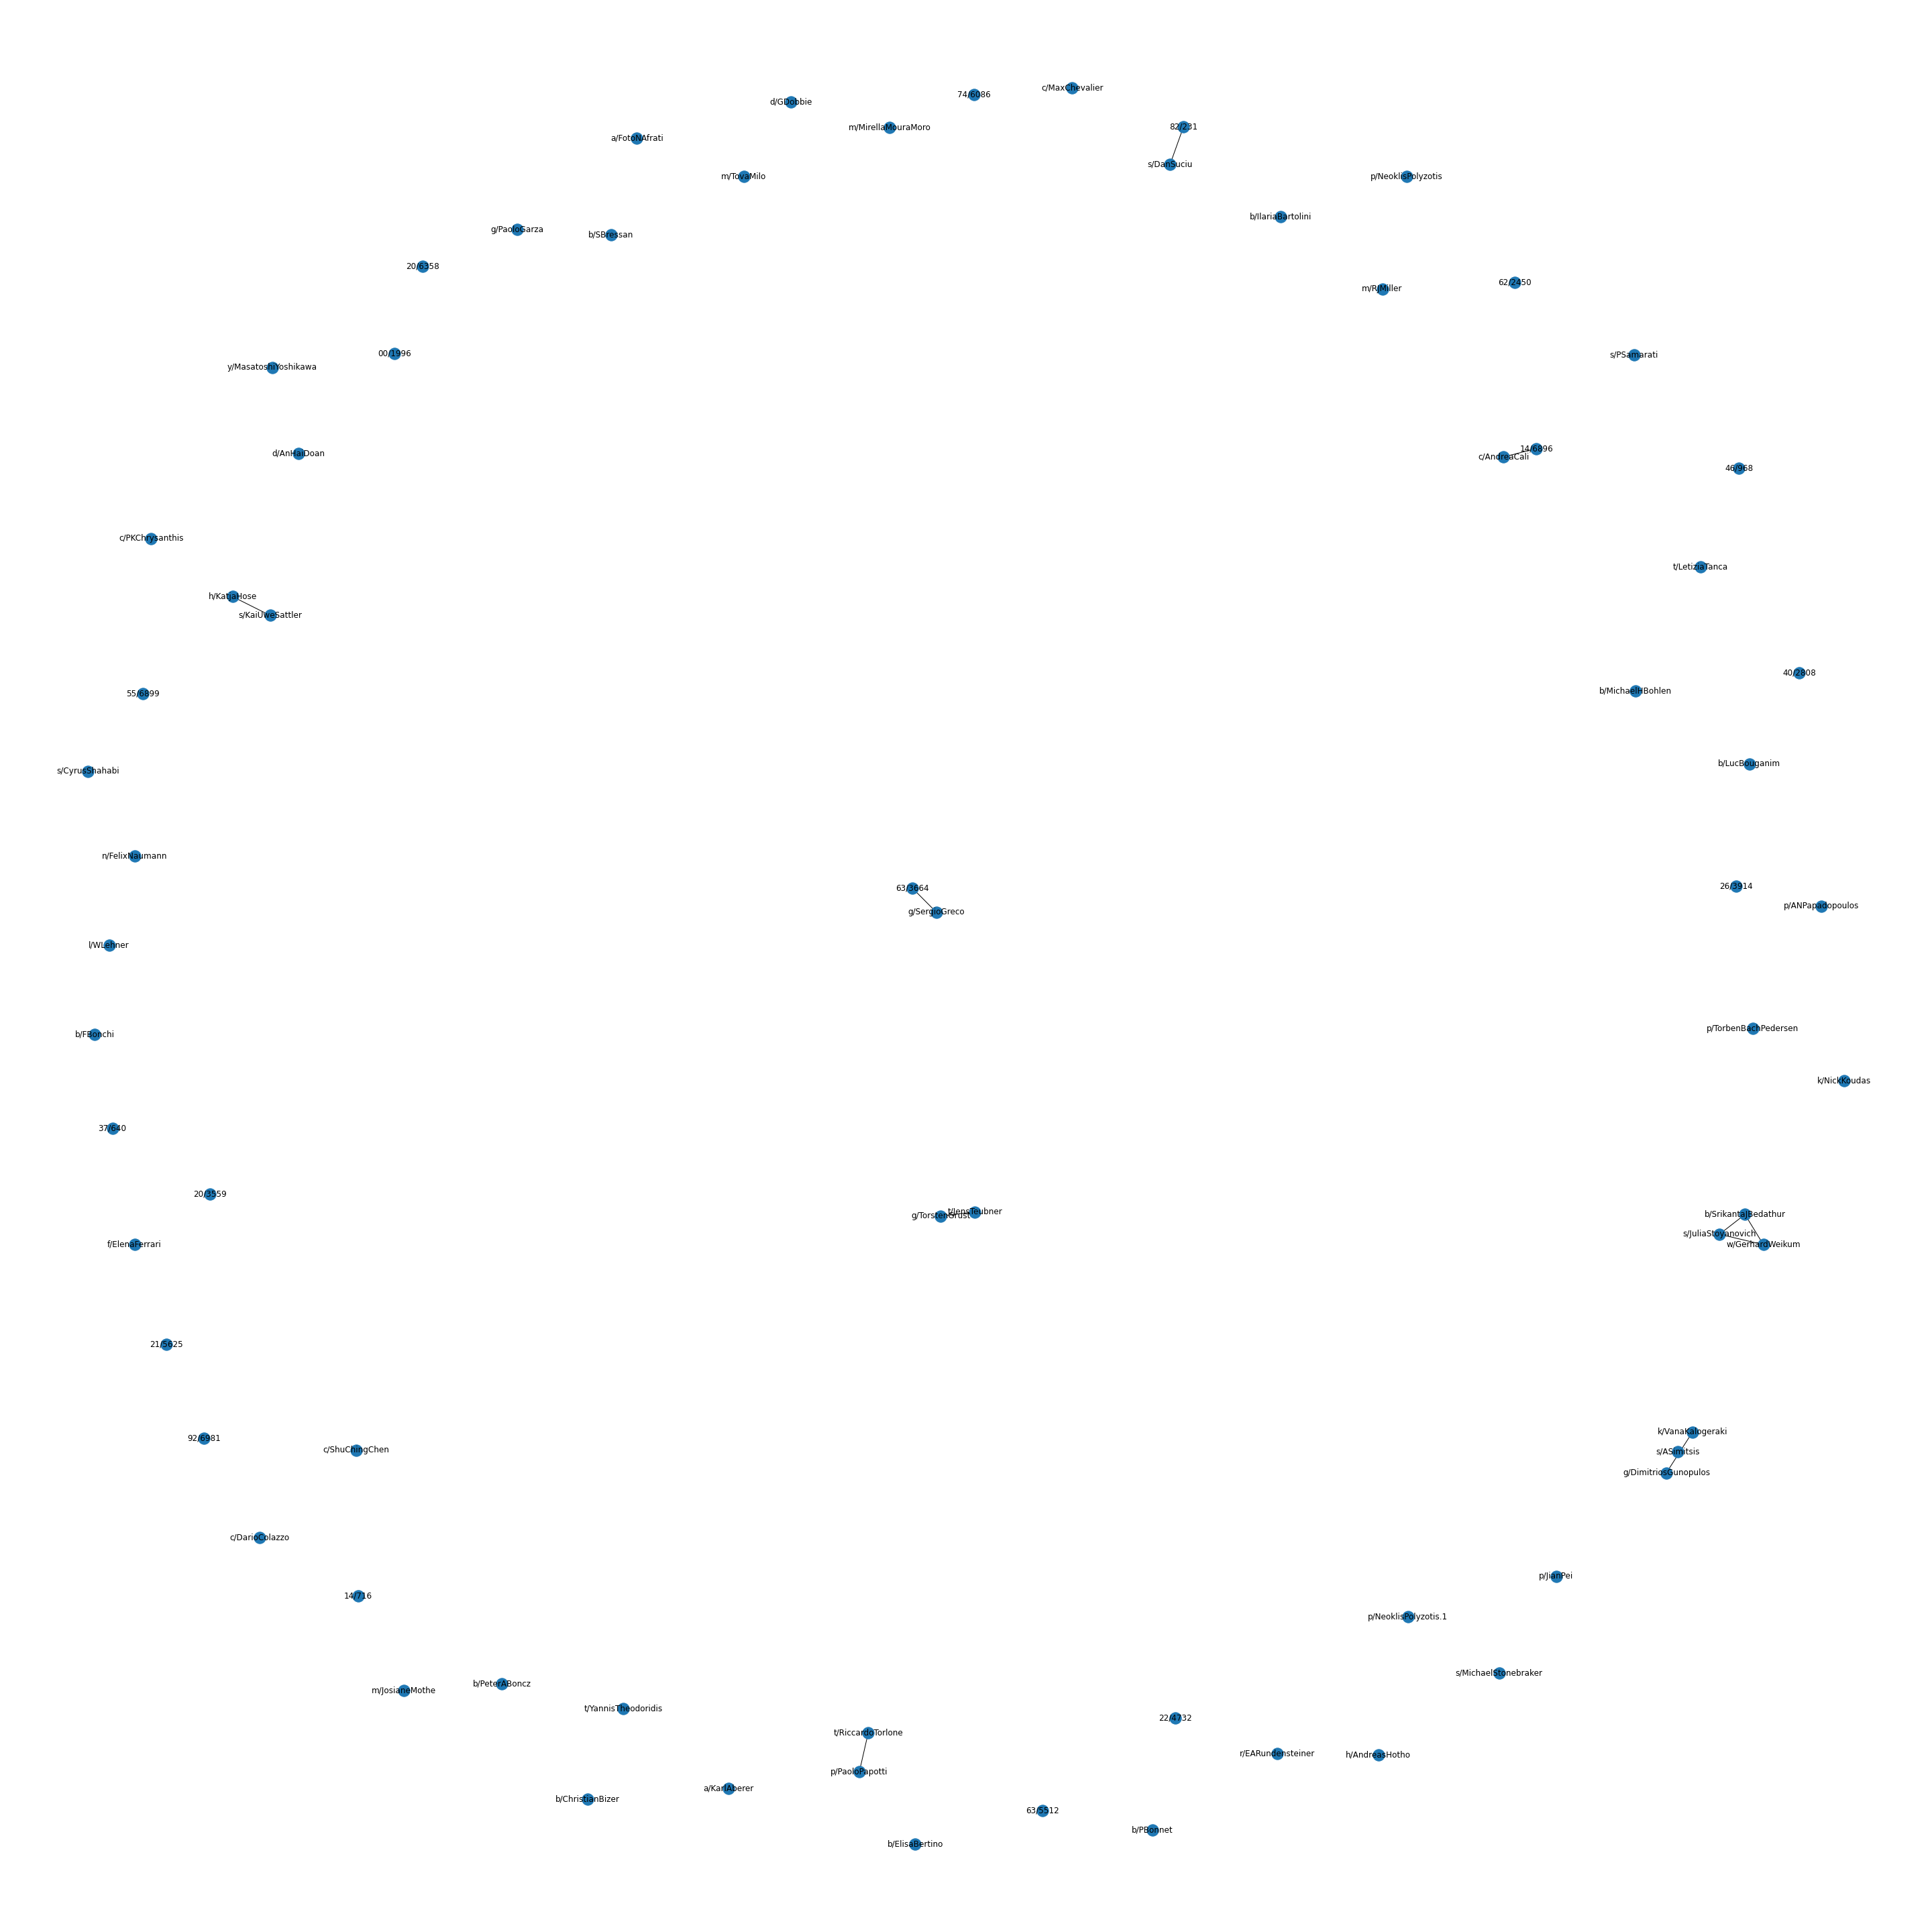 c/MaxChevalier
74/6086
d/GDobbie
m/MirellaMouraMoro
82/231
a/FotoNAfrati
s/DanSuciu
m/TovaMilo
p/NeoklisPolyzotis
b/IlariaBartolini
g/PaoloGarza
b/SBressan
20/6358
62/2450
m/RJMiller
00/1996
s/PSamarati
y/MasatoshiYoshikawa
14/6896
d/AnHaiDoan
c/AndreaCali
46/968
c/PKChrysanthis
t/LetiziaTanca
h/KatjaHose
s/KaiUweSattler
40/2808
55/6899
b/MichaelHBohlen
b/LucBouganim
s/CyrusShahabi
n/FelixNaumann
63/3664
26/3914
p/ANPapadopoulos
g/SergioGreco
l/WLehner
p/TorbenBachPedersen
b/FBonchi
k/NickKoudas
37/640
20/3559
t/JensTeubner
g/TorstenGrust
b/SrikantaJBedathur
s/JuliaStoyanovich
f/ElenaFerrari
w/GerhardWeikum
21/5625
k/VanaKalogeraki
92/6981
c/ShuChingChen
s/ASimitsis
g/DimitriosGunopulos
c/DarioColazzo
p/JianPei
14/716
p/NeoklisPolyzotis.1
s/MichaelStonebraker
b/PeterABoncz
m/JosianeMothe
t/YannisTheodoridis
22/4732
t/RiccardoTorlone
r/EARundensteiner
h/AndreasHotho
p/PaoloPapotti
a/KarlAberer
b/ChristianBizer
63/5512
b/PBonnet
b/ElisaBertino